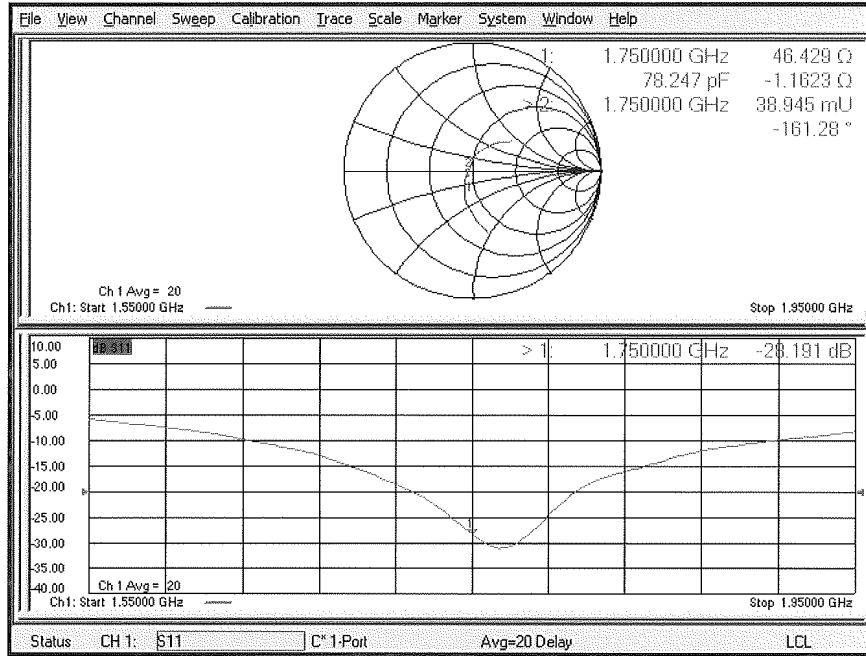 File View Channel Sweep Calibration Trace Scale Marker System Window Help
1: 1.750000 GHz 46.429 Ω
78.247 pF -1.1623 Ω
> 2: 1.750000 GHz 38.945 mU
-161.28 °
Ch 1 Avg = 20
Ch1: Start 1.55000 GHz
Stop 1.95000 GHz
10.00
dB S11
> 1: 1.750000 GHz -28.191 dB
5.00
0.00
-5.00
-10.00
-15.00
-20.00
-25.00
-30.00
-35.00
-40.00
Ch 1 Avg = 20
Ch1: Start 1.55000 GHz
Stop 1.95000 GHz
Status CH 1: S11 C* 1-Port Avg=20 Delay LCL